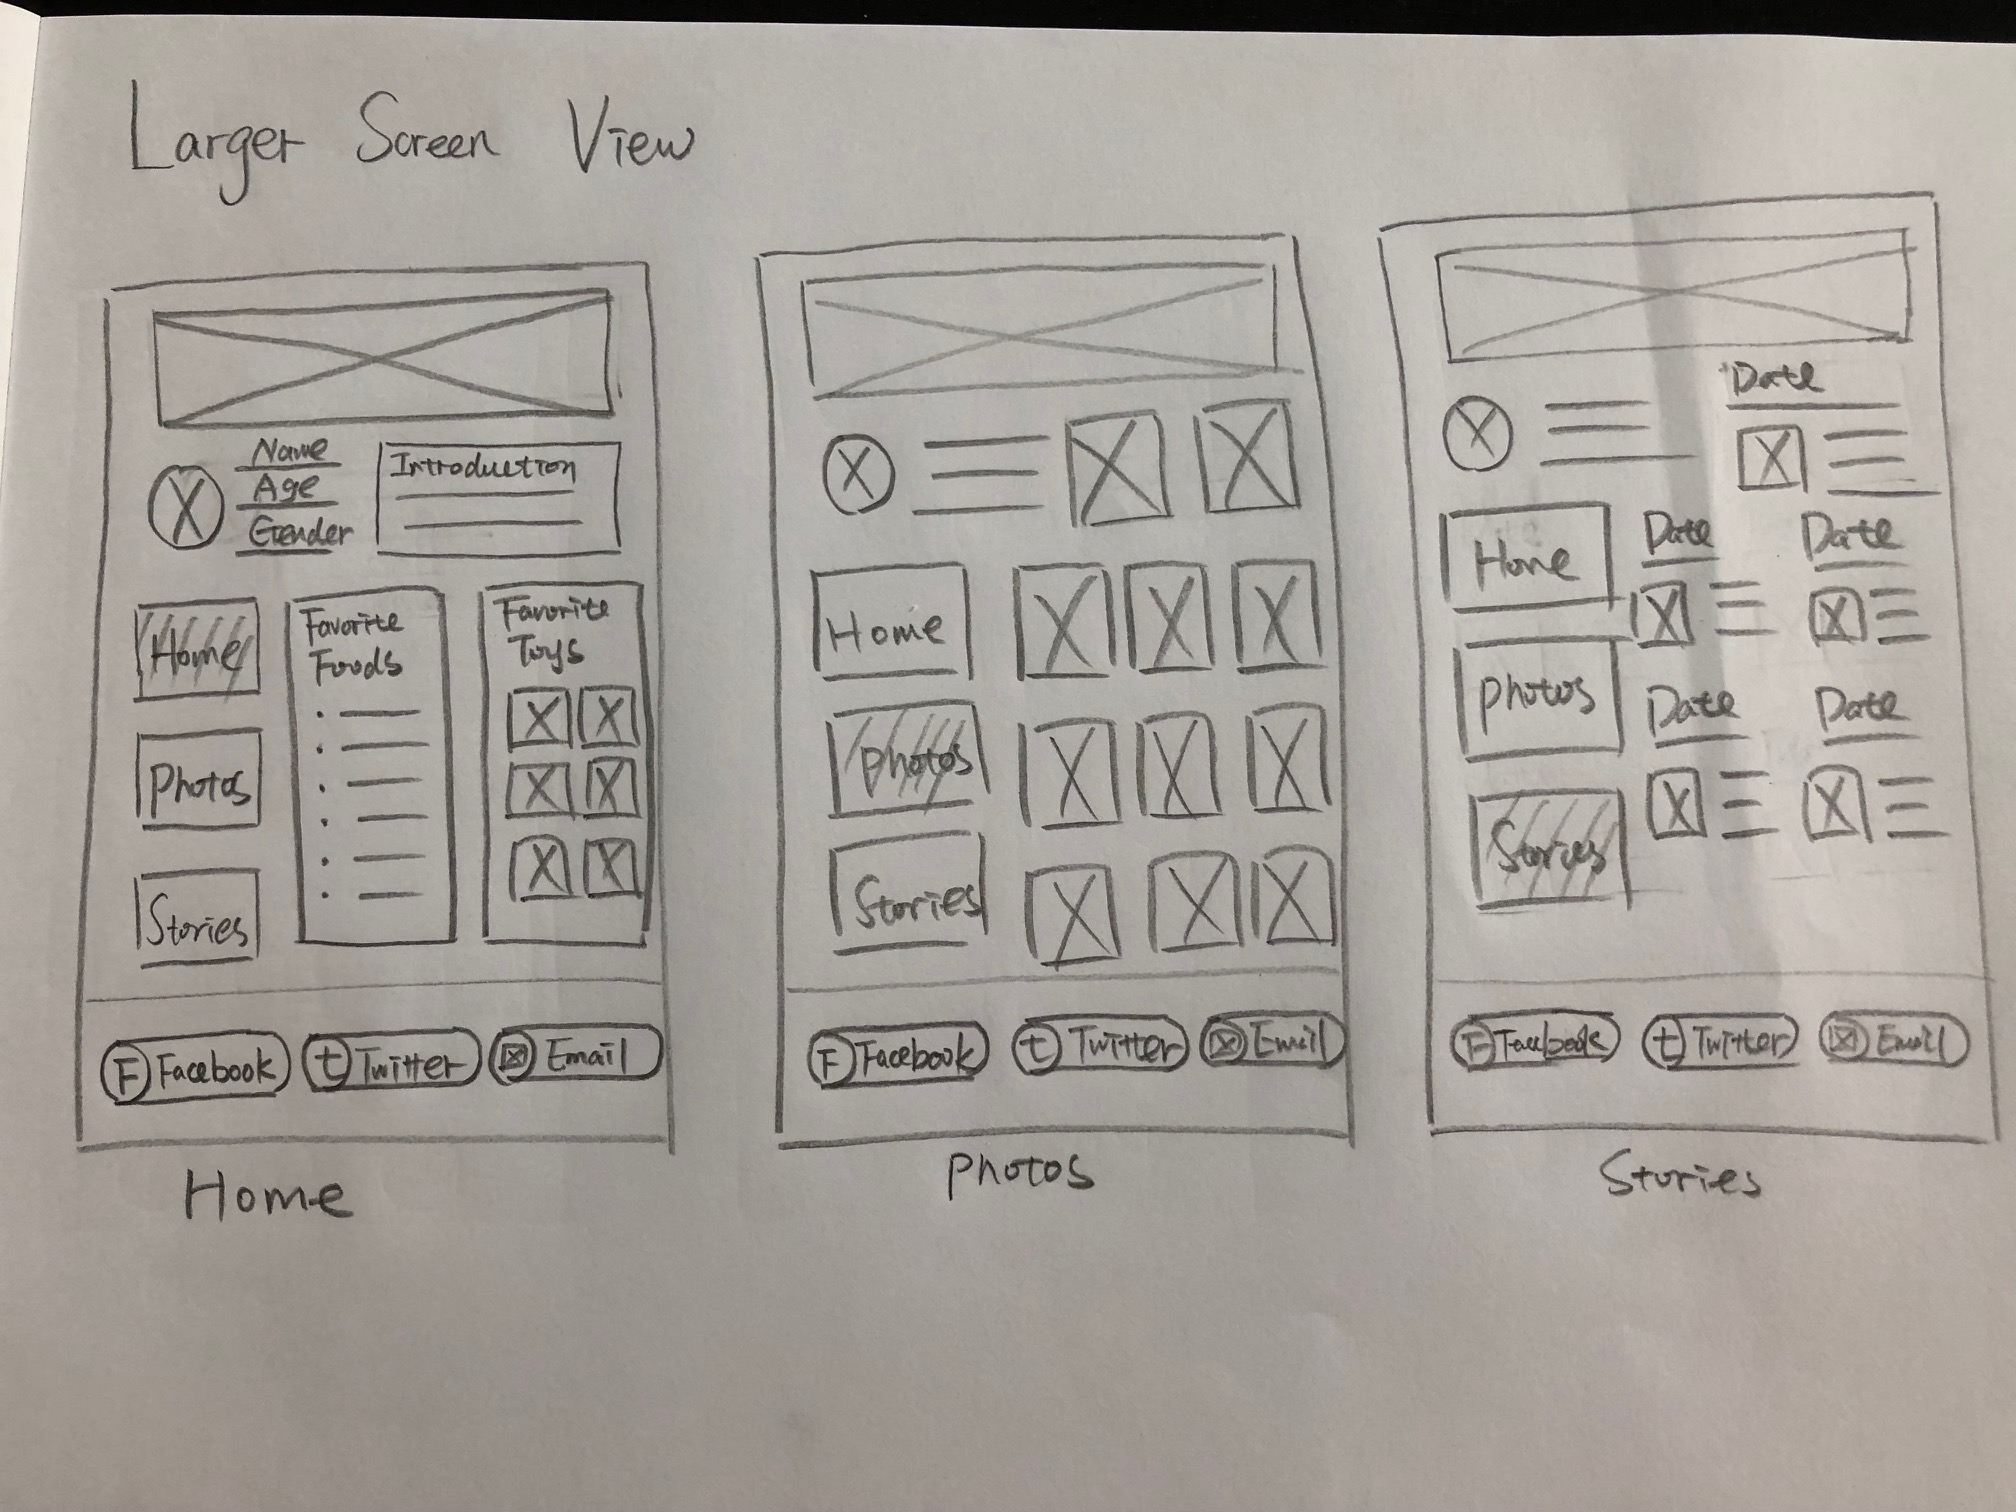 Larger Screen View
Name
Age
Gender
Introduction
Home
Photos
Stories
Favorite
Foods
Favorite
Toys
F Facebook
t Twitter
Email
Home
Home
Photos
Stories
F Facebook
t Twitter
Email
Photos
Date
Home
Photos
Stories
Date
Date
Date
Date
F Facebook
t Twitter
Email
Stories